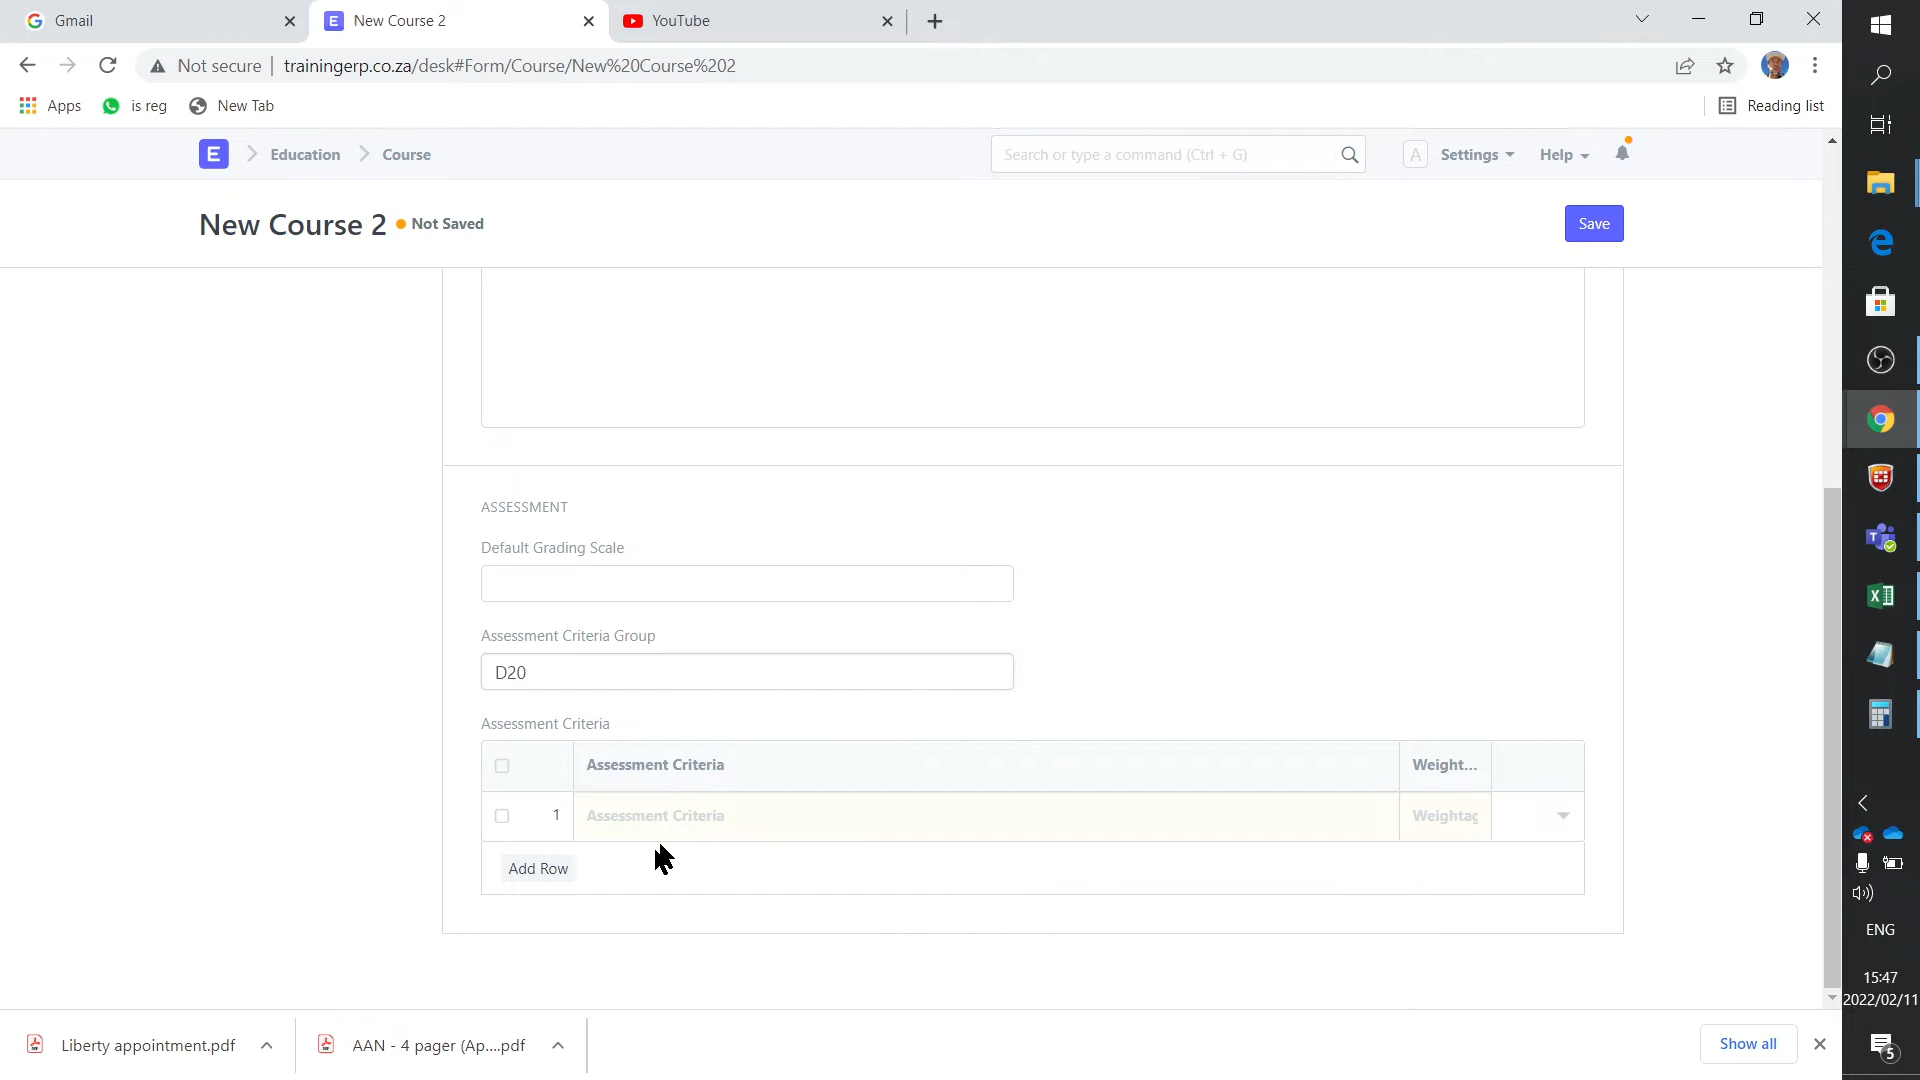 Gmail
New Course 2
YouTube
Not secure
trainingerp.co.za/desk#Form/Course/New%20Course%202
Apps
is reg
New Tab
Reading list
E
Education
Course
Search or type a command (Ctrl + G)
A
Settings
Help
New Course 2
Not Saved
Save
ASSESSMENT
Default Grading Scale
Assessment Criteria Group
D20
Assessment Criteria
Assessment Criteria
Weight...
1
Assessment Criteria
Weightag
Add Row
ENG
15:47
2022/02/11
5
Liberty appointment.pdf
AAN - 4 pager (Ap....pdf
Show all